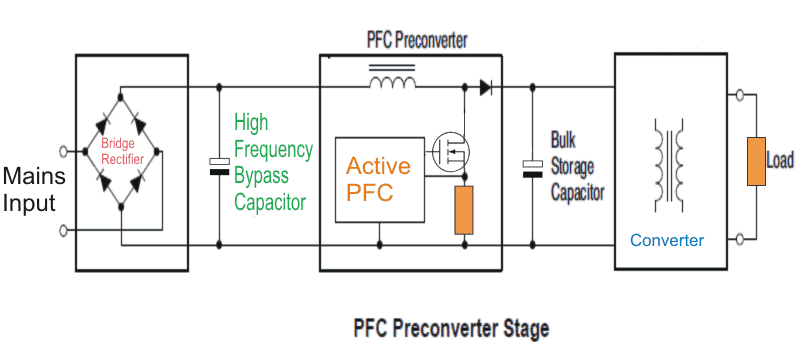 PFC Preconverter
Bridge
Rectifier
High
Frequency
Bypass
Capacitor
Mains
Input
Active
PFC
Bulk
Storage
Capacitor
Load
Converter
PFC Preconverter Stage